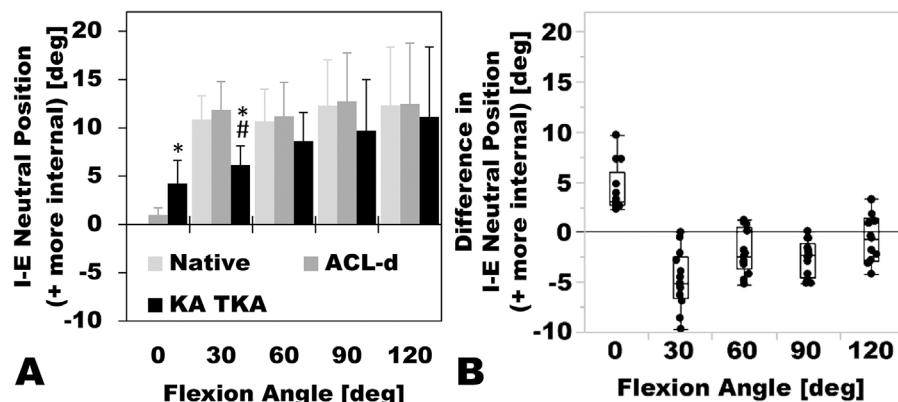 I-E Neutral Position
(+ more internal) [deg]
20
15
10
5
0
-5
-10
*
*
#
Native
ACL-d
KA TKA
0 30 60 90 120
Flexion Angle [deg]
A
Difference in
I-E Neutral Position
(+ more internal) [deg]
20
15
10
5
0
-5
-10
0 30 60 90 120
Flexion Angle [deg]
B